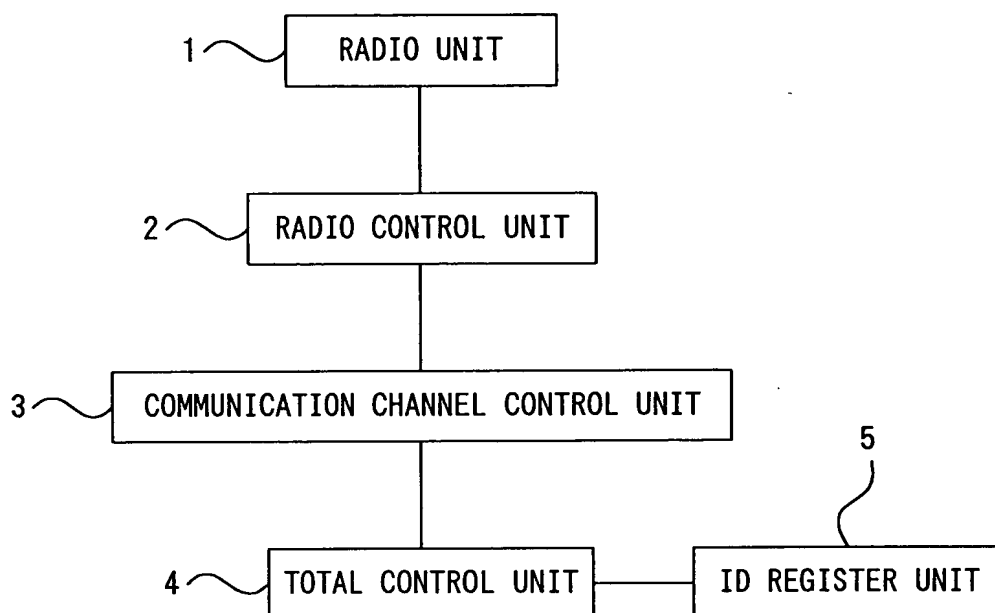 1 RADIO UNIT
2 RADIO CONTROL UNIT
3 COMMUNICATION CHANNEL CONTROL UNIT
5
4 TOTAL CONTROL UNIT ID REGISTER UNIT